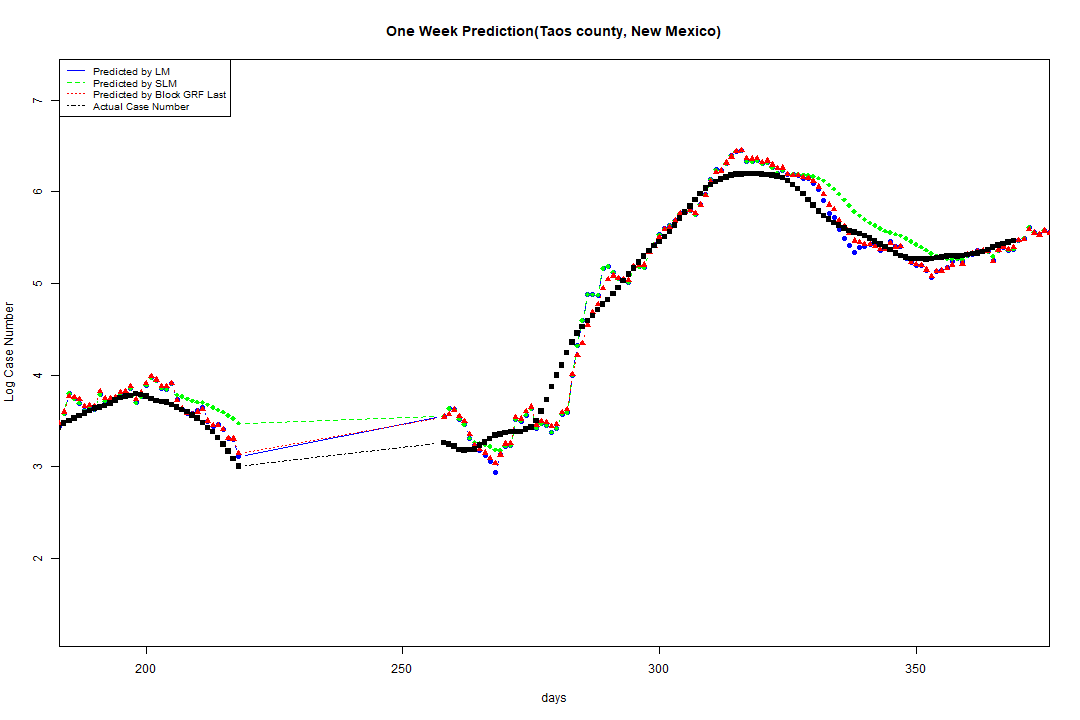 One Week Prediction(Taos county, New Mexico)
Predicted by LM
Predicted by SLM
Predicted by Block GRF Last
Actual Case Number
7
6
5
4
3
2
Log Case Number
200 250 300 350
days